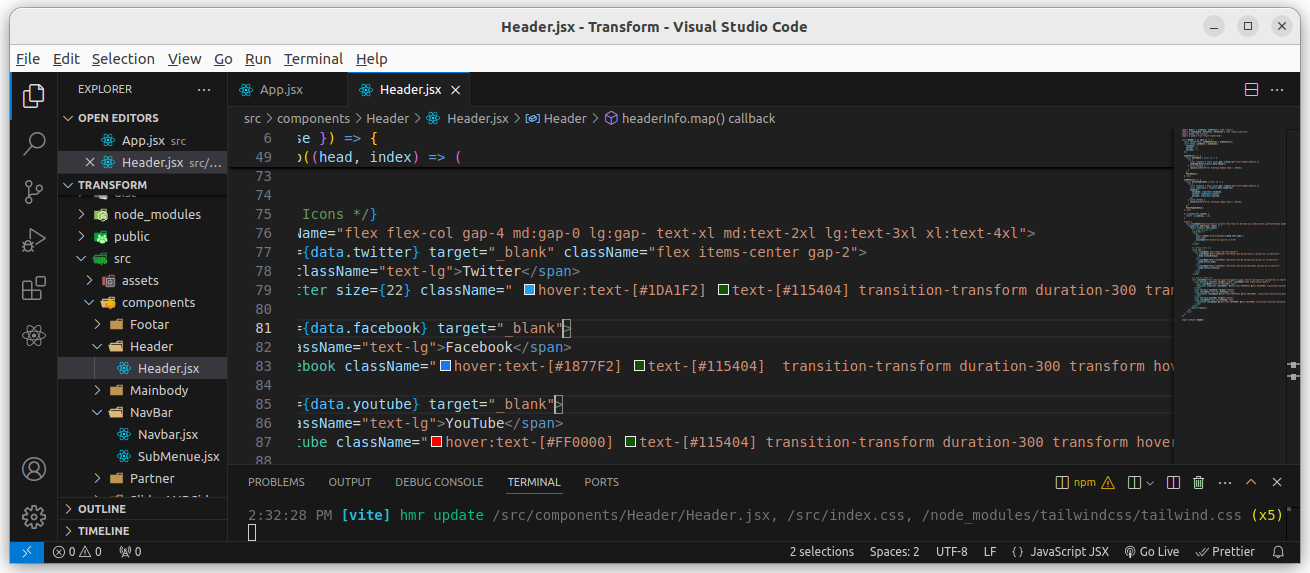 Header.jsx - Transform - Visual Studio Code
File Edit Selection View Go Run Terminal Help
EXPLORER
OPEN EDITORS
App.jsx src
Header.jsx src/...
TRANSFORM
node_modules
public
src
assets
components
Footar
Header
Header.jsx
Mainbody
NavBar
Navbar.jsx
SubMenue.jsx
Partner
OUTLINE
TIMELINE
App.jsx
Header.jsx
src > components > Header > Header.jsx > Header > headerInfo.map() callback
6 se }) => {
49 p((head, index) => (
73
74
75 Icons */}
76 Name="flex flex-col gap-4 md:gap-0 lg:gap- text-xl md:text-2xl lg:text-3xl xl:text-4xl">
77 ={data.twitter} target="_blank" className="flex items-center gap-2">
78 className="text-lg">Twitter</span>
79 tter size={22} className=" hover:text-[#1DA1F2] text-[#115404] transition-transform duration-300 tran
80
81 ={data.facebook} target="_blank">
82 assName="text-lg">Facebook</span>
83 ebook className="hover:text-[#1877F2] text-[#115404]  transition-transform duration-300 transform hov
84
85 ={data.youtube} target="_blank">
86 assName="text-lg">YouTube</span>
87 tube className="hover:text-[#FF0000] text-[#115404] transition-transform duration-300 transform hover
88
PROBLEMS OUTPUT DEBUG CONSOLE TERMINAL PORTS
npm
2:32:28 PM [vite] hmr update /src/components/Header/Header.jsx, /src/index.css, /node_modules/tailwindcss/tailwind.css (x5)
0 0 0
2 selections Spaces: 2 UTF-8 LF {} JavaScript JSX Go Live Prettier